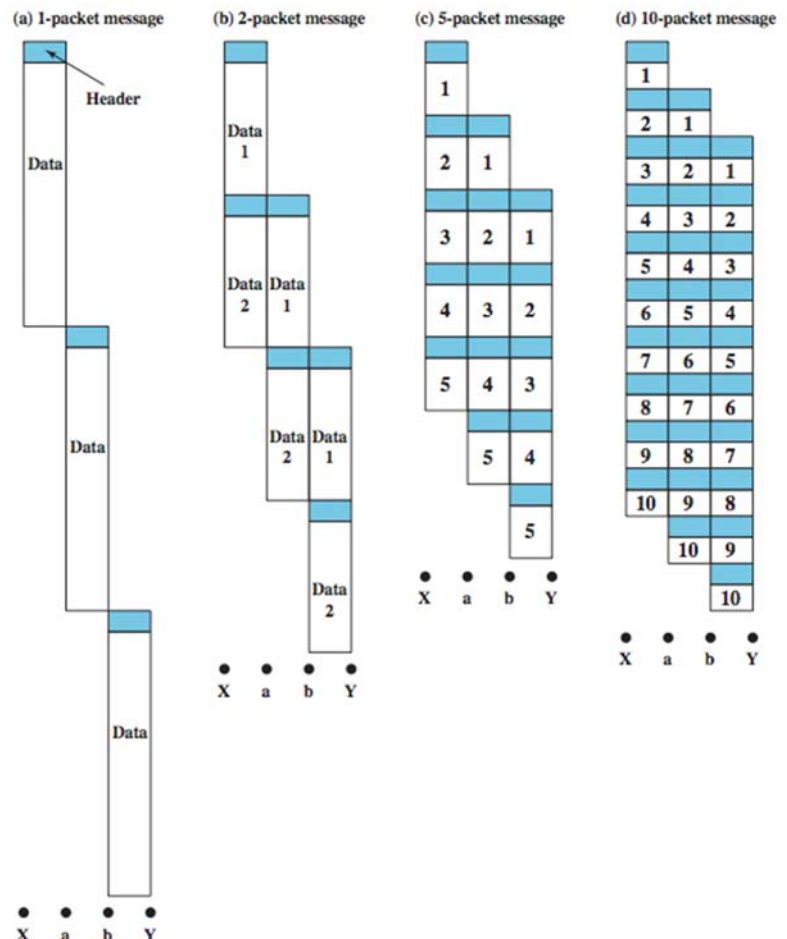 (a) 1-packet message
Header
Data
Data
Data
X a b Y
(b) 2-packet message
Data
1
Data Data
2 1
Data Data
2 1
Data
2
X a b Y
(c) 5-packet message
1
2 1
3 2 1
4 3 2
5 4 3
5 4
5
X a b Y
(d) 10-packet message
1
2 1
3 2 1
4 3 2
5 4 3
6 5 4
7 6 5
8 7 6
9 8 7
10 9 8
10 9
10
X a b Y